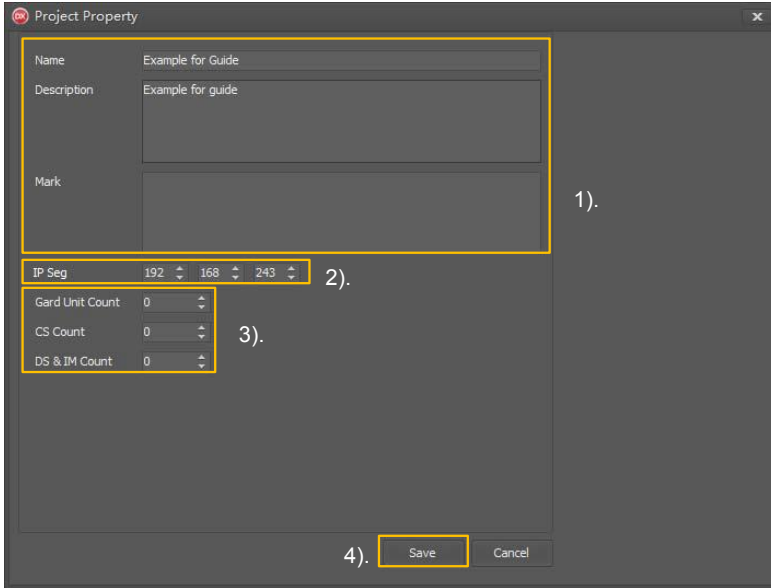 DX Project Property x
Name Example for Guide
Description Example for guide
Mark
1).
IP Seg 192 168 243 2).
Gard Unit Count 0
CS Count 0 3).
DS & IM Count 0
4). Save Cancel